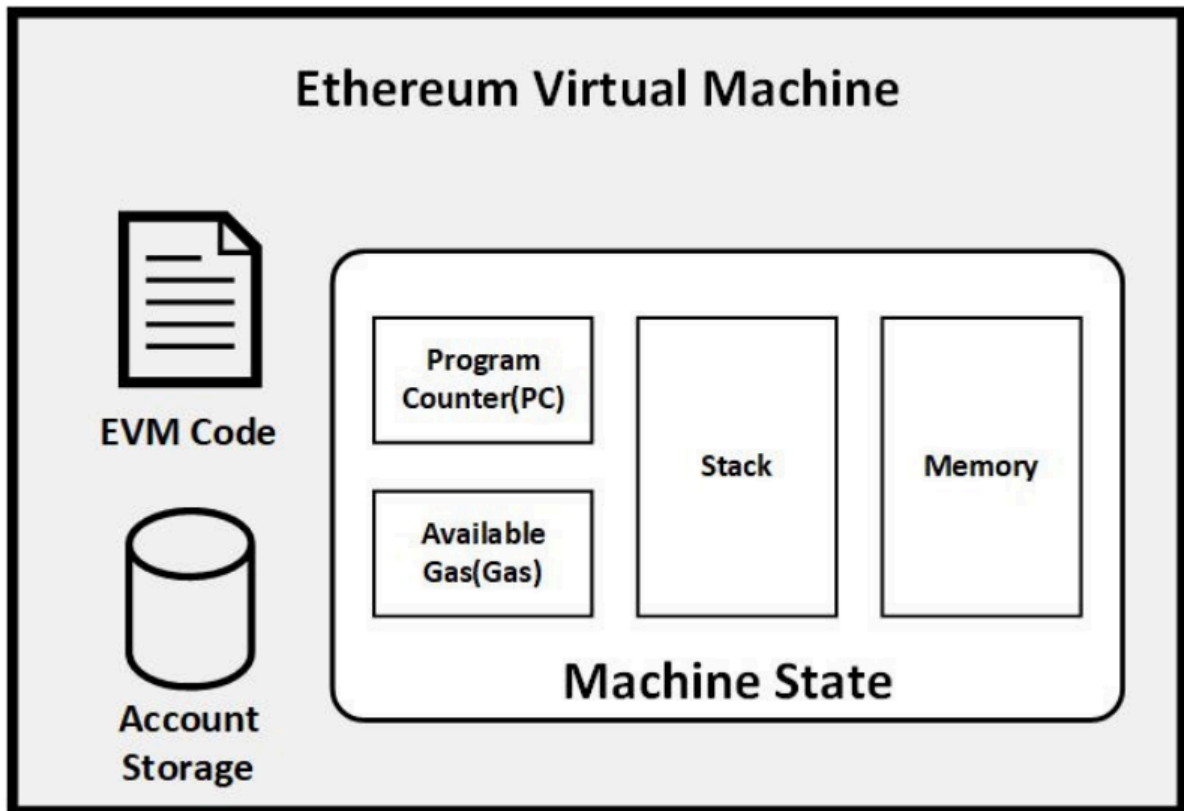 Ethereum Virtual Machine
EVM Code
Account
Storage
Program
Counter(PC)
Available
Gas(Gas)
Stack
Memory
Machine State